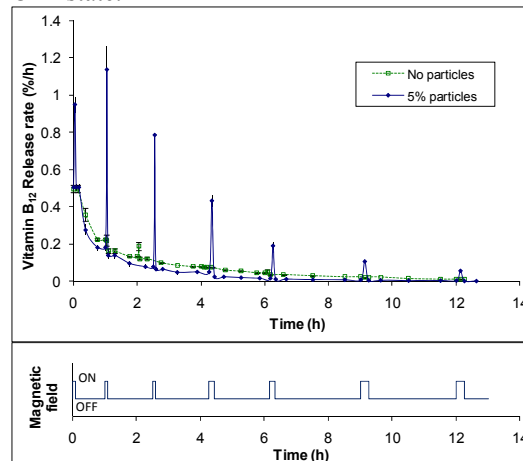 1.4
1.2
1
0.8
0.6
0.4
0.2
0
Vitamin B12 Release rate (%/h)
No particles
5% particles
0 2 4 6 8 10 12 14
Time (h)
Magnetic
field
ON
OFF
0 2 4 6 8 10 12 14
Time (h)